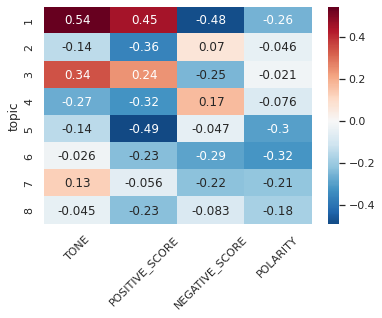 1 0.54 0.45 -0.48 -0.26
2 -0.14 -0.36 0.07 -0.046
3 0.34 0.24 -0.25 -0.021
4 -0.27 -0.32 0.17 -0.076
5 -0.14 -0.49 -0.047 -0.3
6 -0.026 -0.23 -0.29 -0.32
7 0.13 -0.056 -0.22 -0.21
8 -0.045 -0.23 -0.083 -0.18
topic
TONE
POSITIVE_SCORE
NEGATIVE_SCORE
POLARITY
0.4
0.2
0.0
−0.2
−0.4